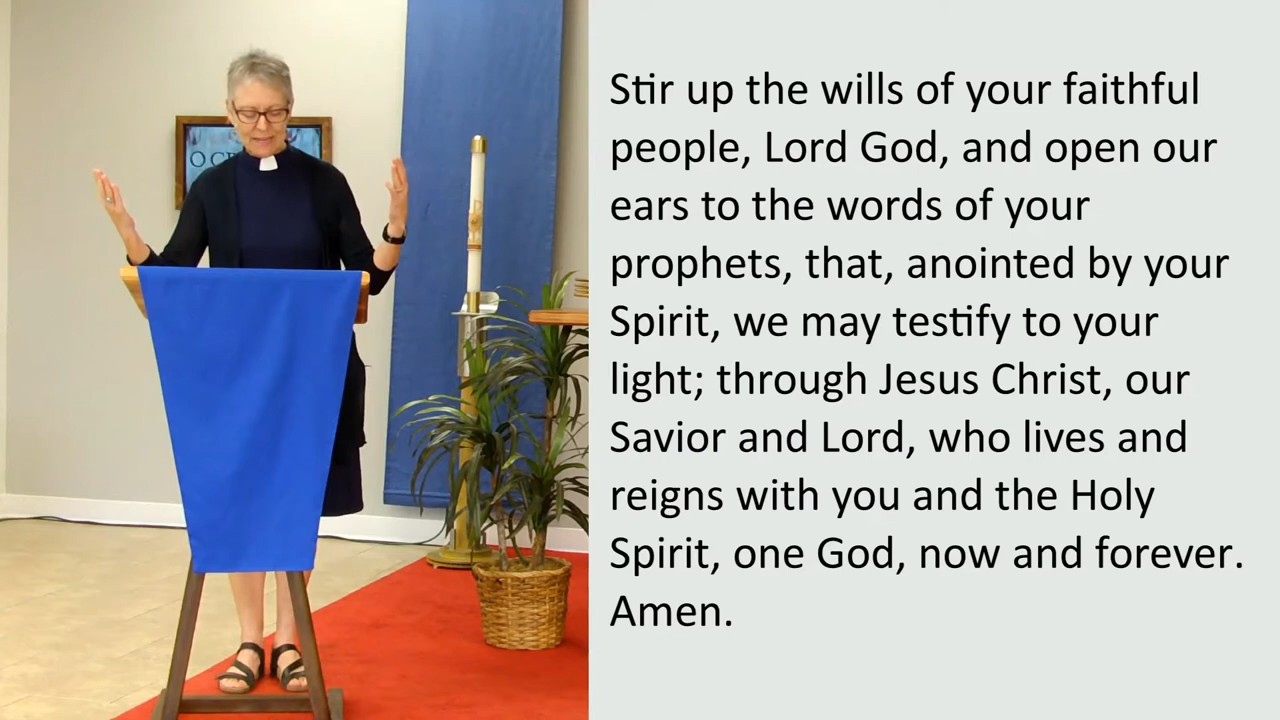 O C
Stir up the wills of your faithful
people, Lord God, and open our
ears to the words of your
prophets, that, anointed by your
Spirit, we may testify to your
light; through Jesus Christ, our
Savior and Lord, who lives and
reigns with you and the Holy
Spirit, one God, now and forever.
Amen.